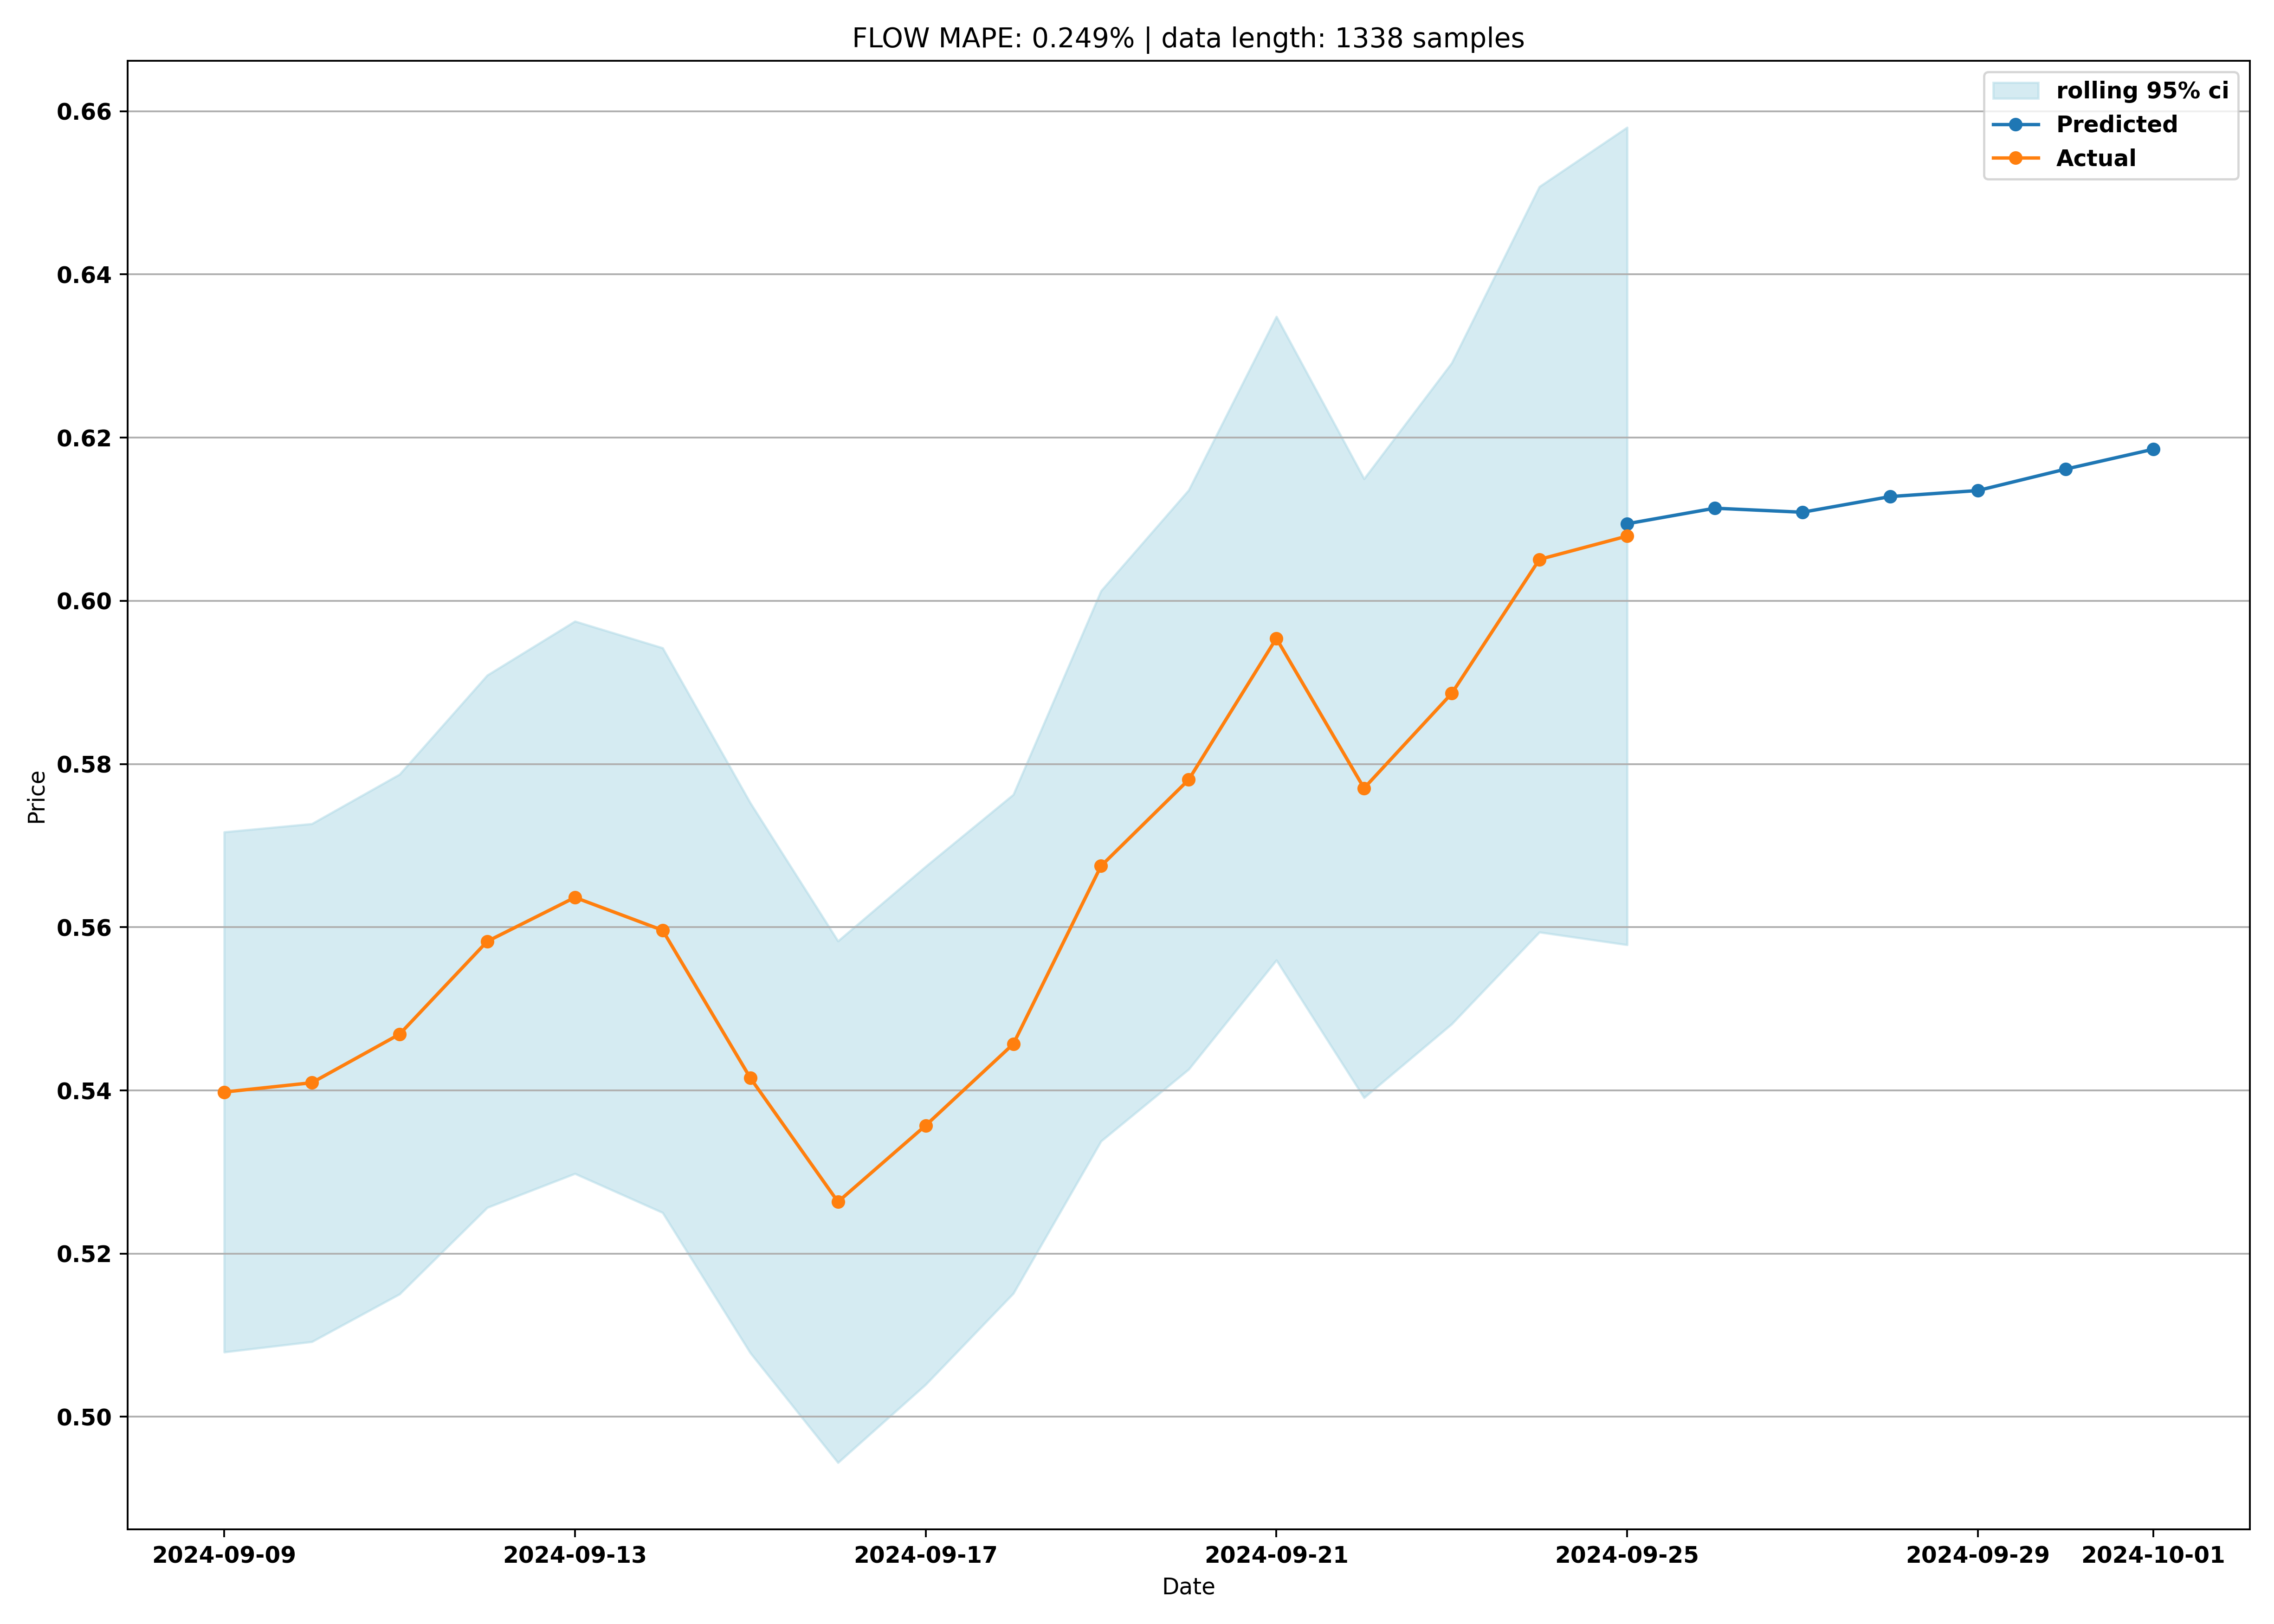 FLOW MAPE: 0.249% | data length: 1338 samples
rolling 95% ci
Predicted
Actual
0.66
0.64
0.62
0.60
0.58
0.56
0.54
0.52
0.50
Price
2024-09-09 2024-09-13 2024-09-17 2024-09-21 2024-09-25 2024-09-29 2024-10-01
Date